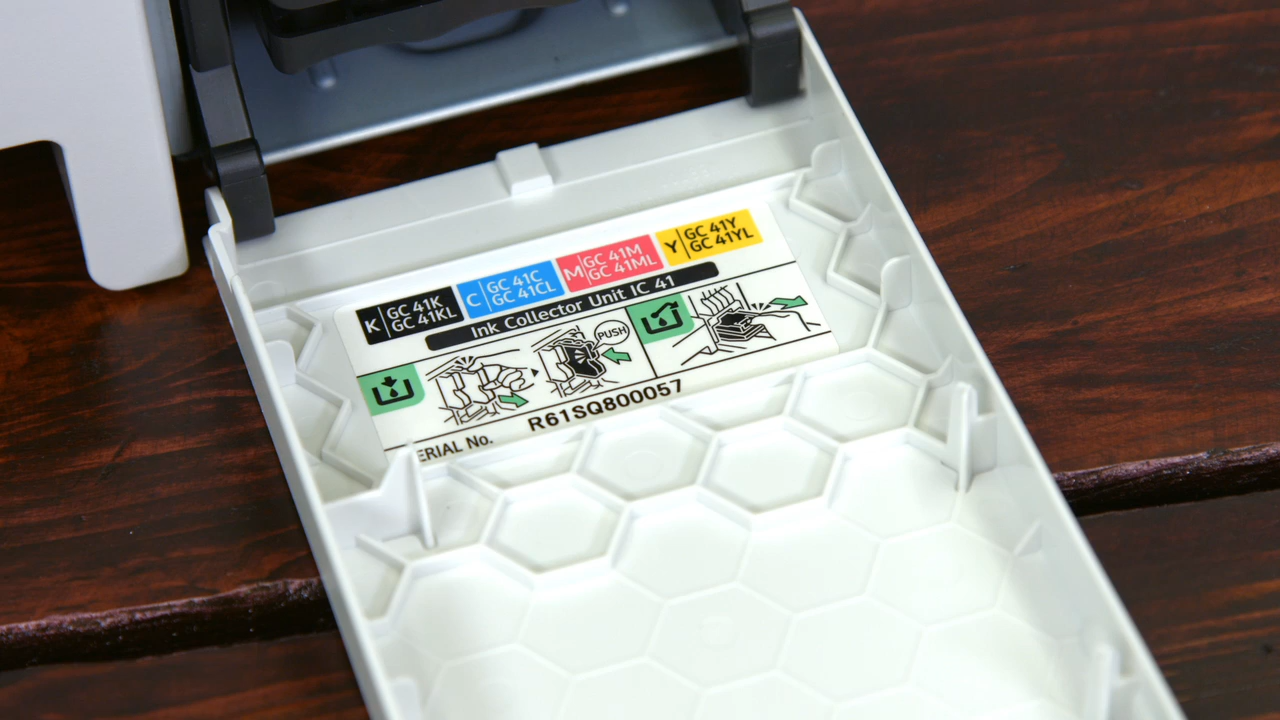 K GC 41K
GC 41KL
C GC 41C
GC 41CL
M GC 41M
GC 41ML
Y GC 41Y
GC 41YL
Ink Collector Unit IC 41
PUSH
ERIAL No. R61SQ800057